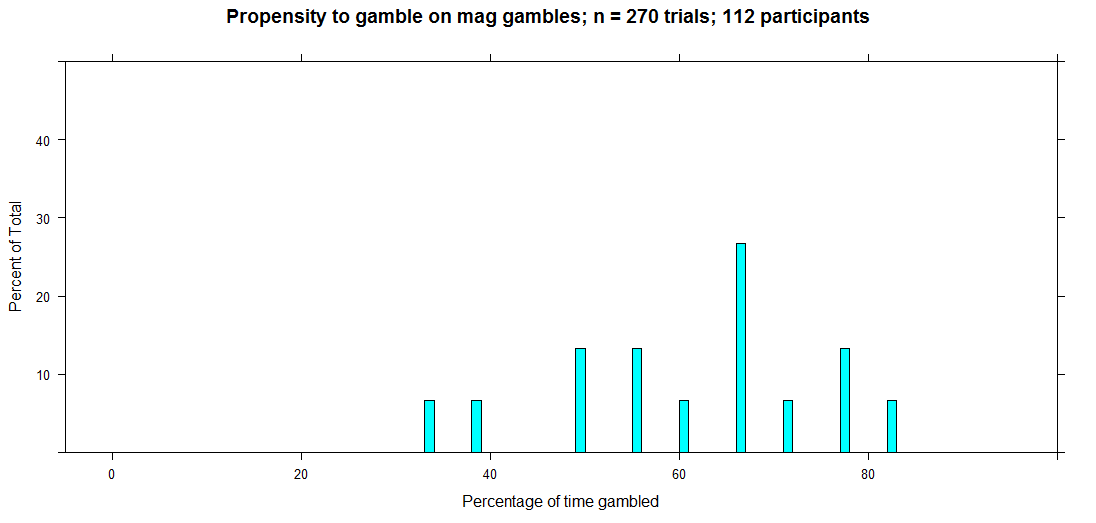 Propensity to gamble on mag gambles; n = 270 trials; 112 participants
Percent of Total
40
30
20
10
0 20 40 60 80
Percentage of time gambled